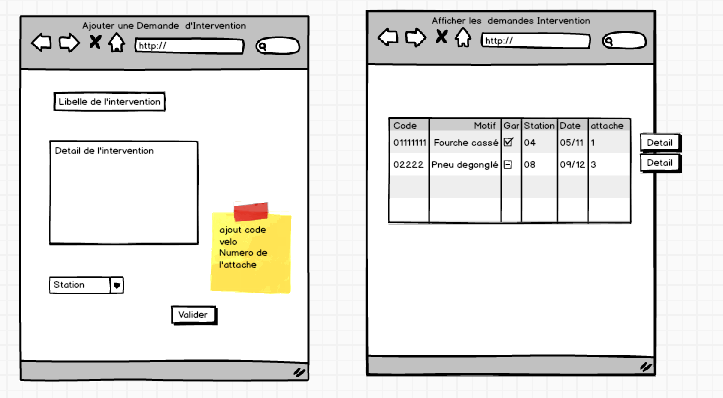 Ajouter une Demande d'Intervention
http://
Libelle de l'intervention
Detail de l'intervention
ajout code
velo
Numero de
l'attache
Station
Valider
Afficher les demandes Intervention
http://
Code Motif Gar Station Date attache
01111111 Fourche cassé 04 05/11 1 Detail
02222 Pneu degonglé 08 09/12 3 Detail